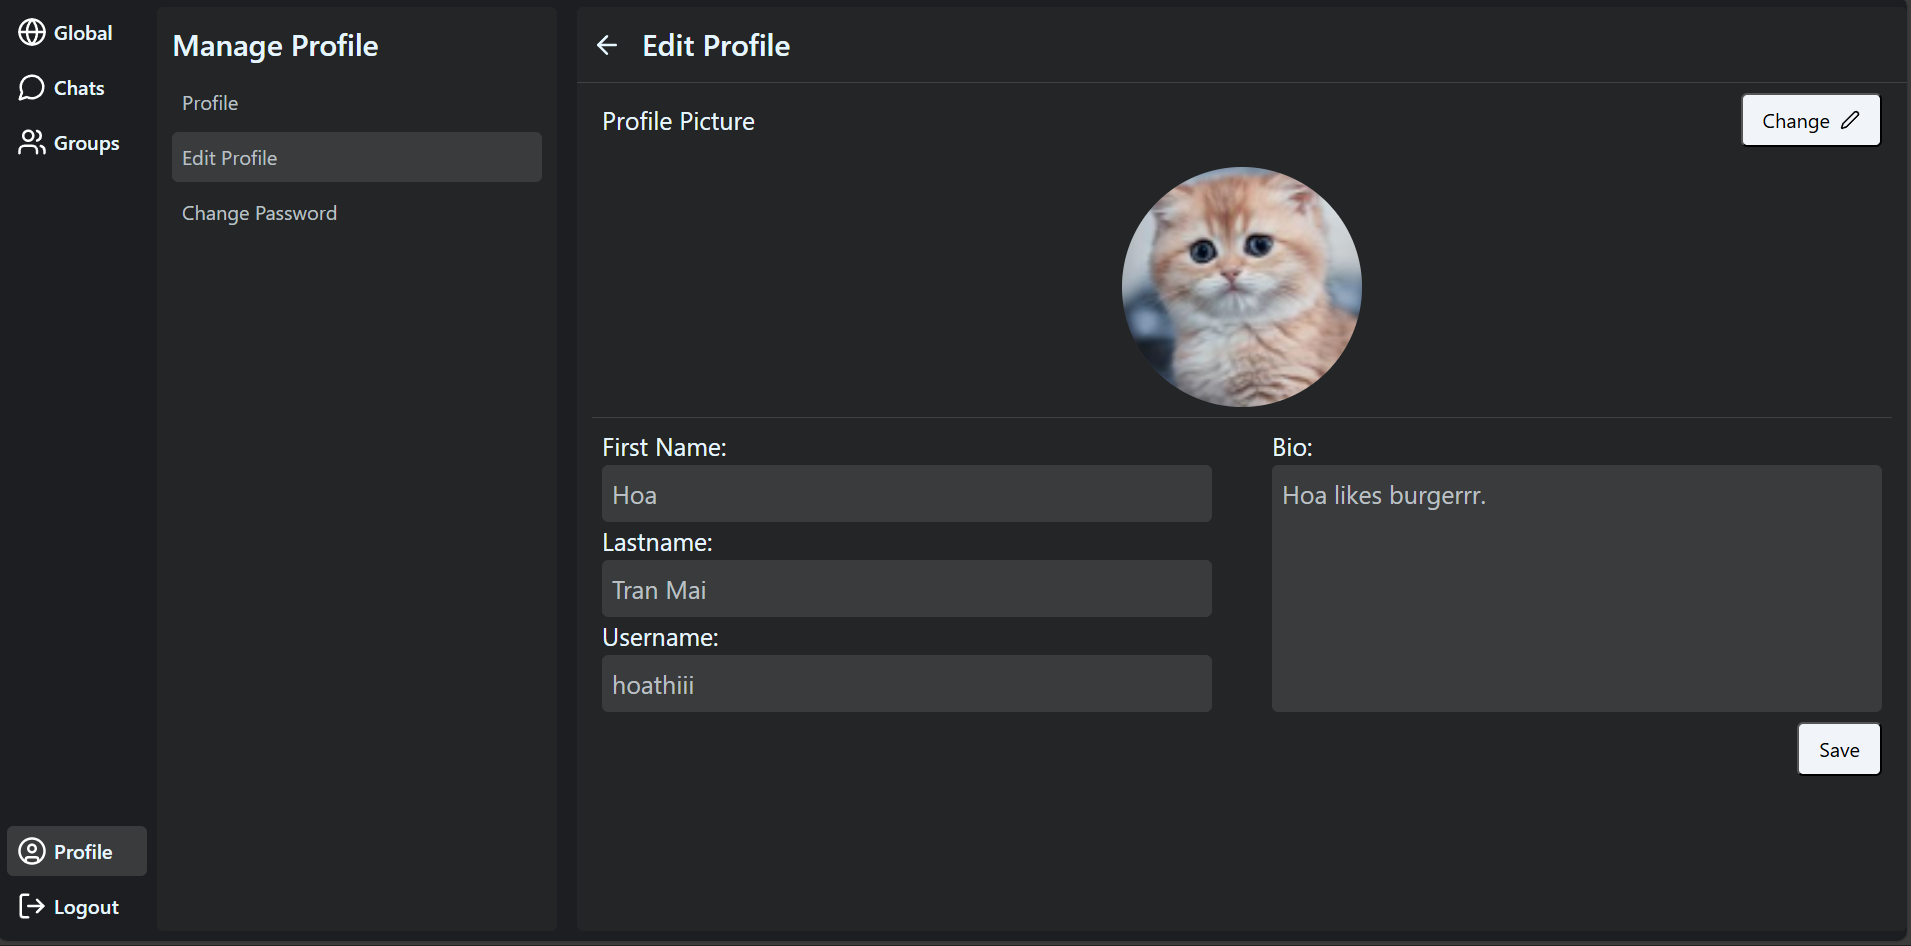 Global
Chats
Groups
Profile
Logout
Manage Profile
Profile
Edit Profile
Change Password
Edit Profile
Profile Picture
Change
First Name:
Hoa
Lastname:
Tran Mai
Username:
hoathiii
Bio:
Hoa likes burgerrr.
Save